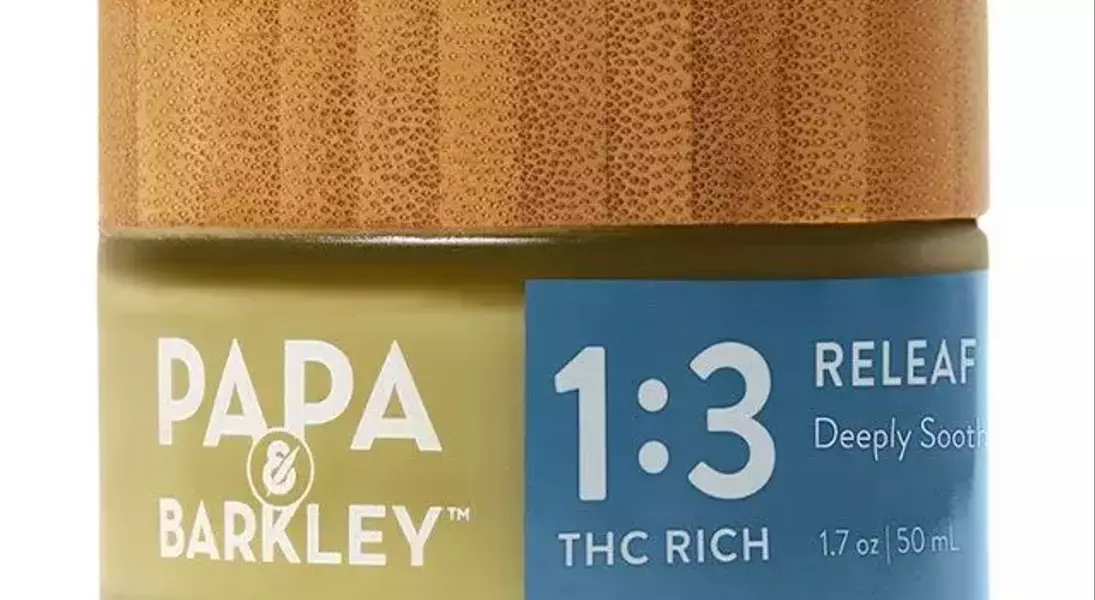 PAPA
&
BARKLEY™
1:3
THC RICH
RELEAF
Deeply
1.7 oz | 50 mL